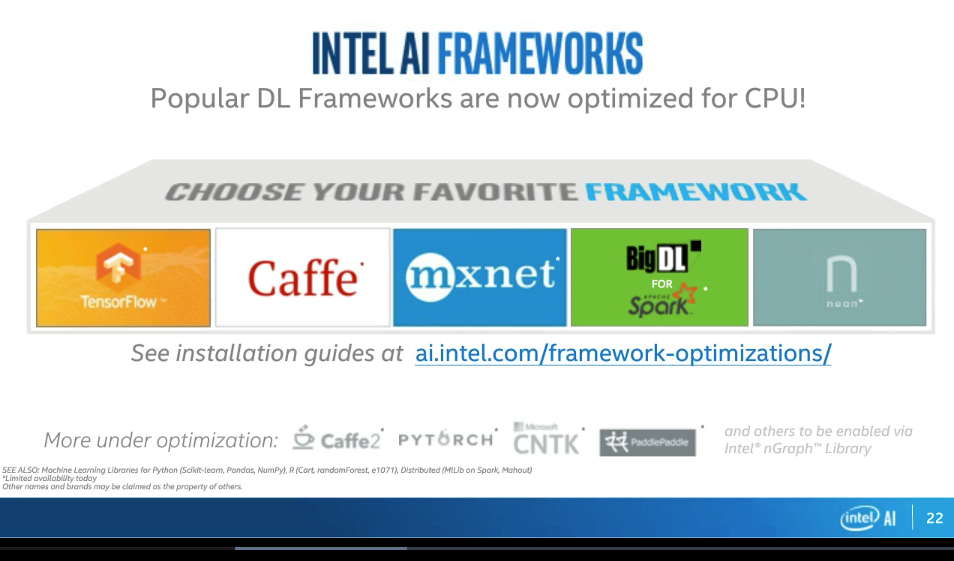 INTEL AI FRAMEWORKS
Popular DL Frameworks are now optimized for CPU!
CHOOSE YOUR FAVORITE FRAMEWORK
TensorFlow™ *
Caffe*
mxnet*
BigDL
FOR
APACHE
Spark™ *
n
neon™
See installation guides at ai.intel.com/framework-optimizations/
More under optimization: Caffe2* PYTORCH* Microsoft CNTK* PaddlePaddle * and others to be enabled via
Intel® nGraph™ Library
SEE ALSO: Machine Learning Libraries for Python (Scikit-learn, Pandas, NumPy), R (Cart, randomForest, e1071), Distributed (MlLib on Spark, Mahout)
*Limited availability today
Other names and brands may be claimed as the property of others.
intel AI 22